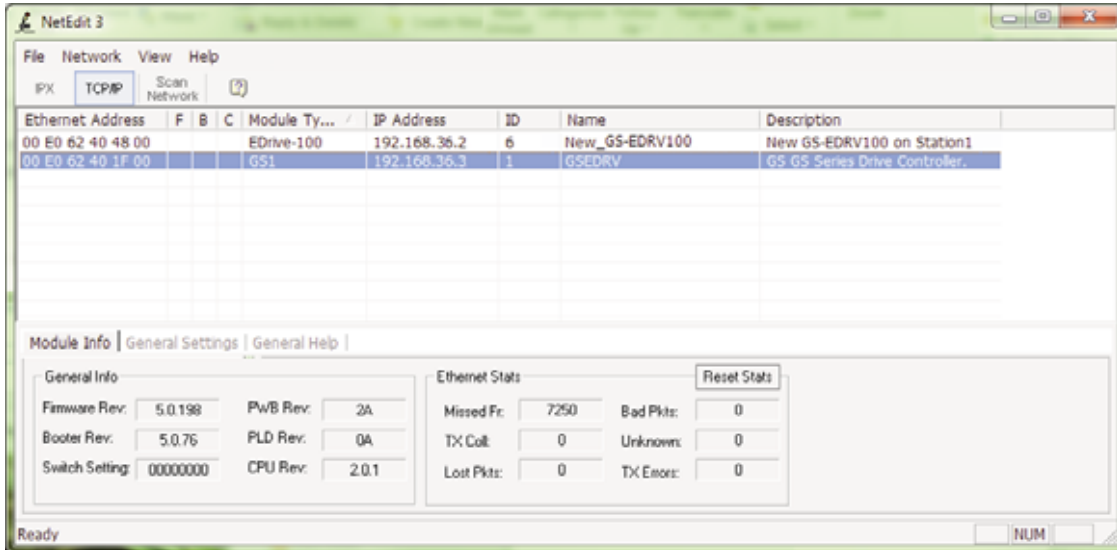 NetEdit 3
File Network View Help
IPX TCP/IP Scan Network
Ethernet Address F B C Module Ty... IP Address ID Name Description
00 E0 62 40 48 00 EDrive-100 192.168.36.2 6 New_GS-EDRV100 New GS-EDRV100 on Station1
00 E0 62 40 1F 00 GS1 192.168.36.3 1 GSEDRV GS GS Series Drive Controller.
Module Info General Settings General Help
General Info
Firmware Rev: 5.0.198 PWB Rev: 2A
Booter Rev: 5.0.76 PLD Rev: 0A
Switch Setting: 00000000 CPU Rev: 2.0.1
Ethernet Stats Reset Stats
Missed Fr: 7250 Bad Pkts: 0
TX Coll: 0 Unknown: 0
Lost Pkts: 0 TX Errors: 0
Ready NUM